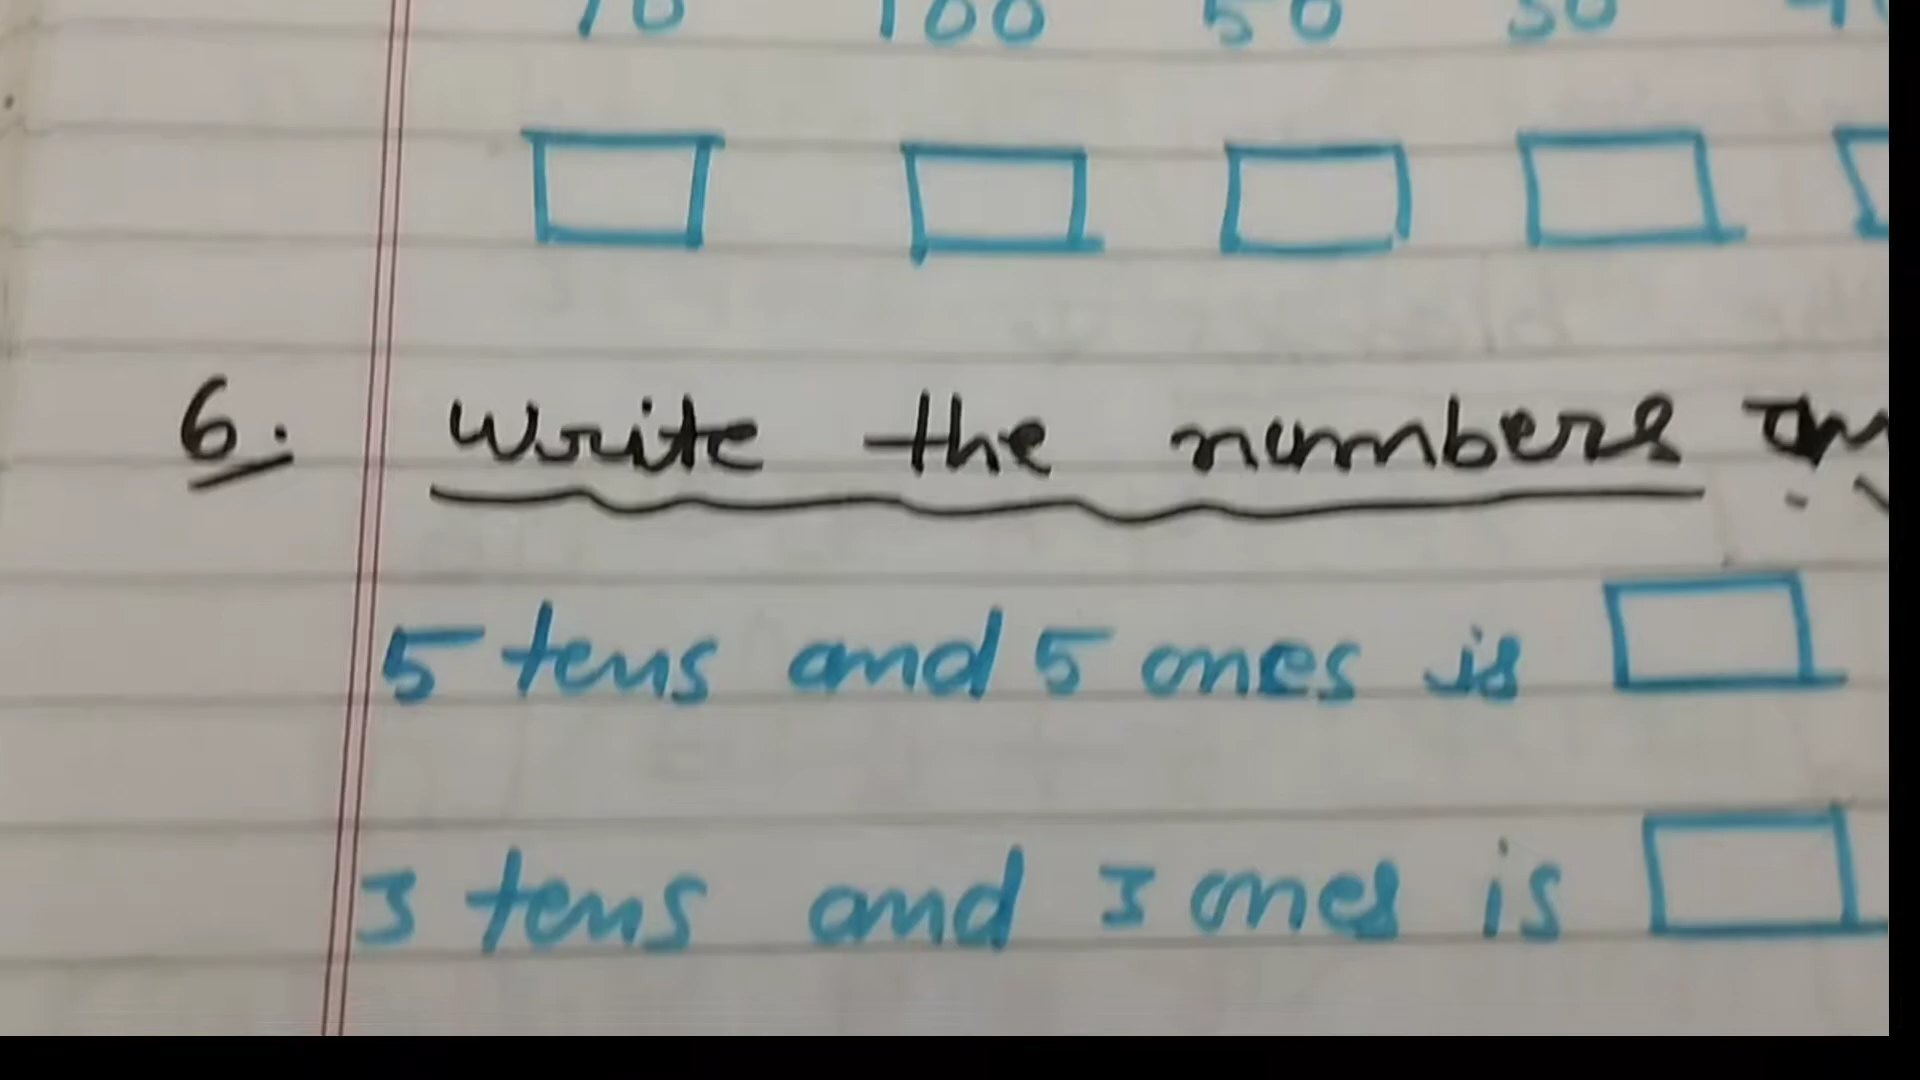 10 100 50 30
6. Write the numbers
5 tens and 5 ones is
3 tens and 3 ones is